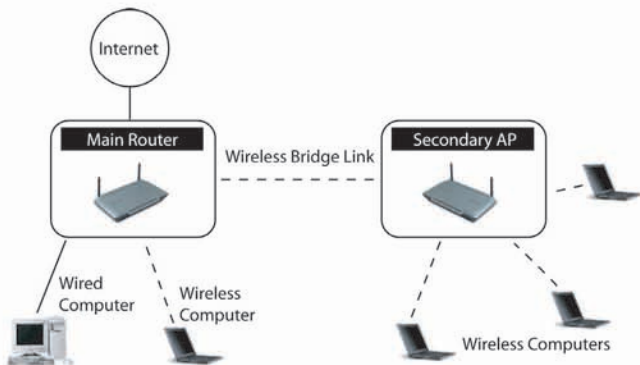 Internet
Main Router
Wireless Bridge Link
Secondary AP
Wired
Computer
Wireless
Computer
Wireless Computers